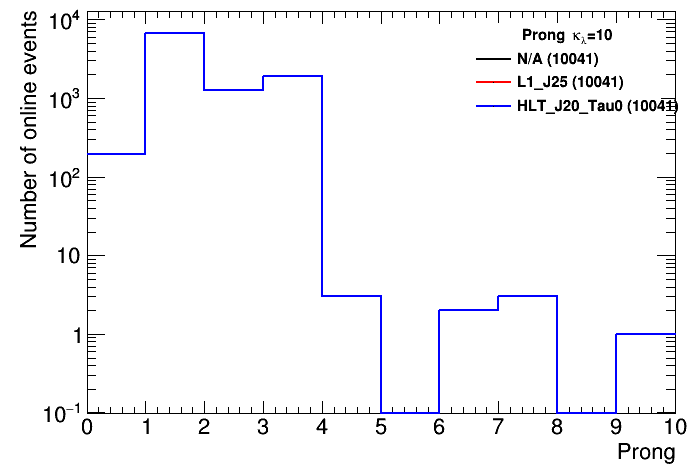 Number of online events
10⁴
10³
10²
10
1
10⁻¹
Prong κλ=10
N/A (10041)
L1_J25 (10041)
HLT_J20_Tau0 (10041)
0 1 2 3 4 5 6 7 8 9 10
Prong